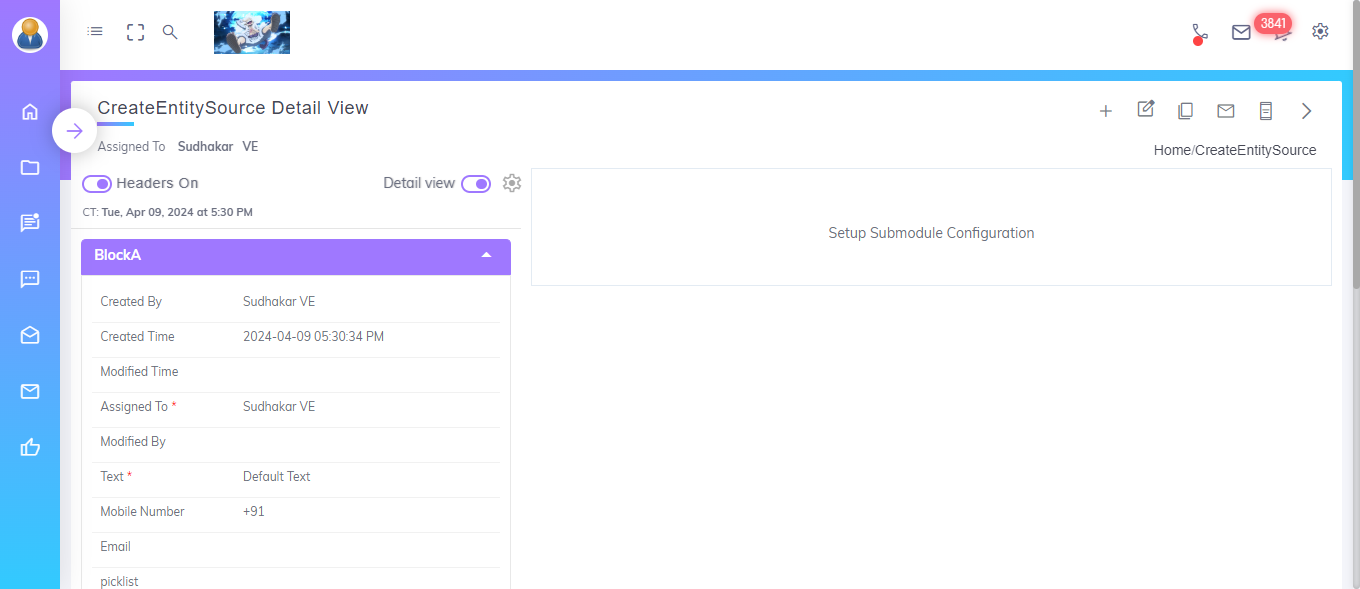 3841
CreateEntitySource Detail View
Assigned To Sudhakar VE
Home/CreateEntitySource
Headers On Detail view
CT: Tue, Apr 09, 2024 at 5:30 PM
Setup Submodule Configuration
BlockA
Created By Sudhakar VE
Created Time 2024-04-09 05:30:34 PM
Modified Time
Assigned To * Sudhakar VE
Modified By
Text * Default Text
Mobile Number +91
Email
picklist